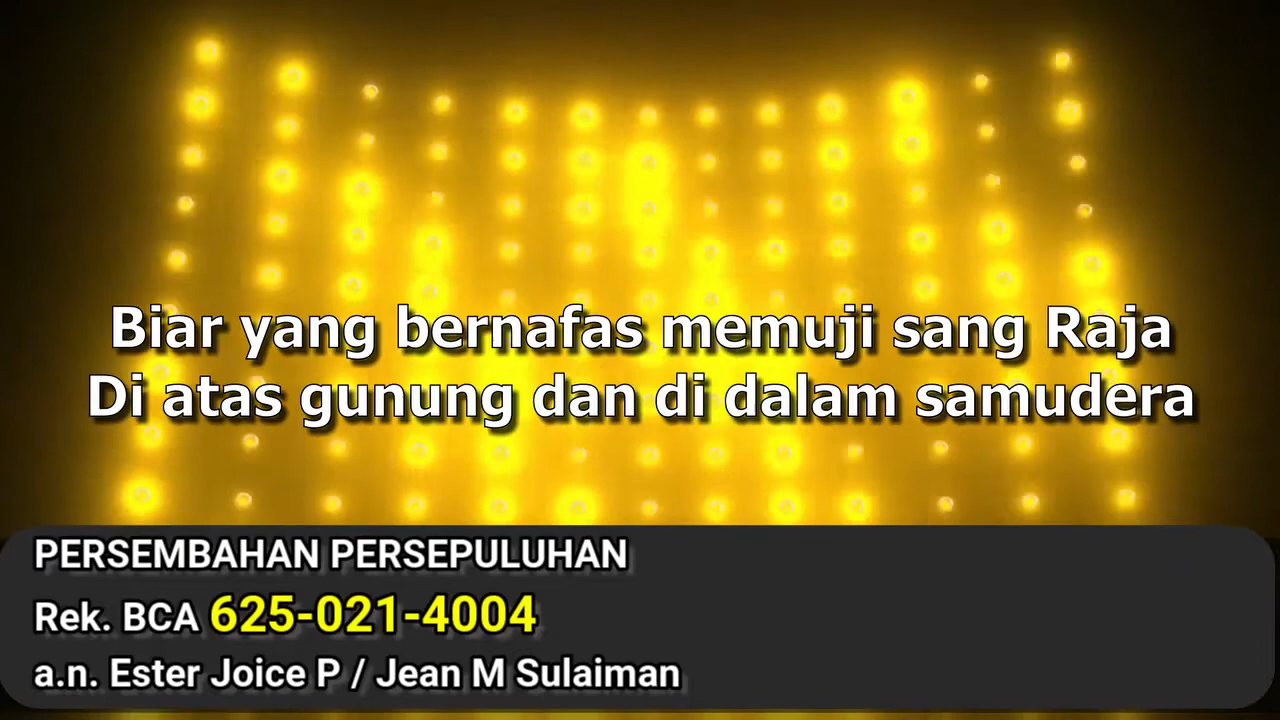 Biar yang bernafas memuji sang Raja
Di atas gunung dan di dalam samudera
PERSEMBAHAN PERSEPULUHAN
Rek. BCA 625-021-4004
a.n. Ester Joice P / Jean M Sulaiman